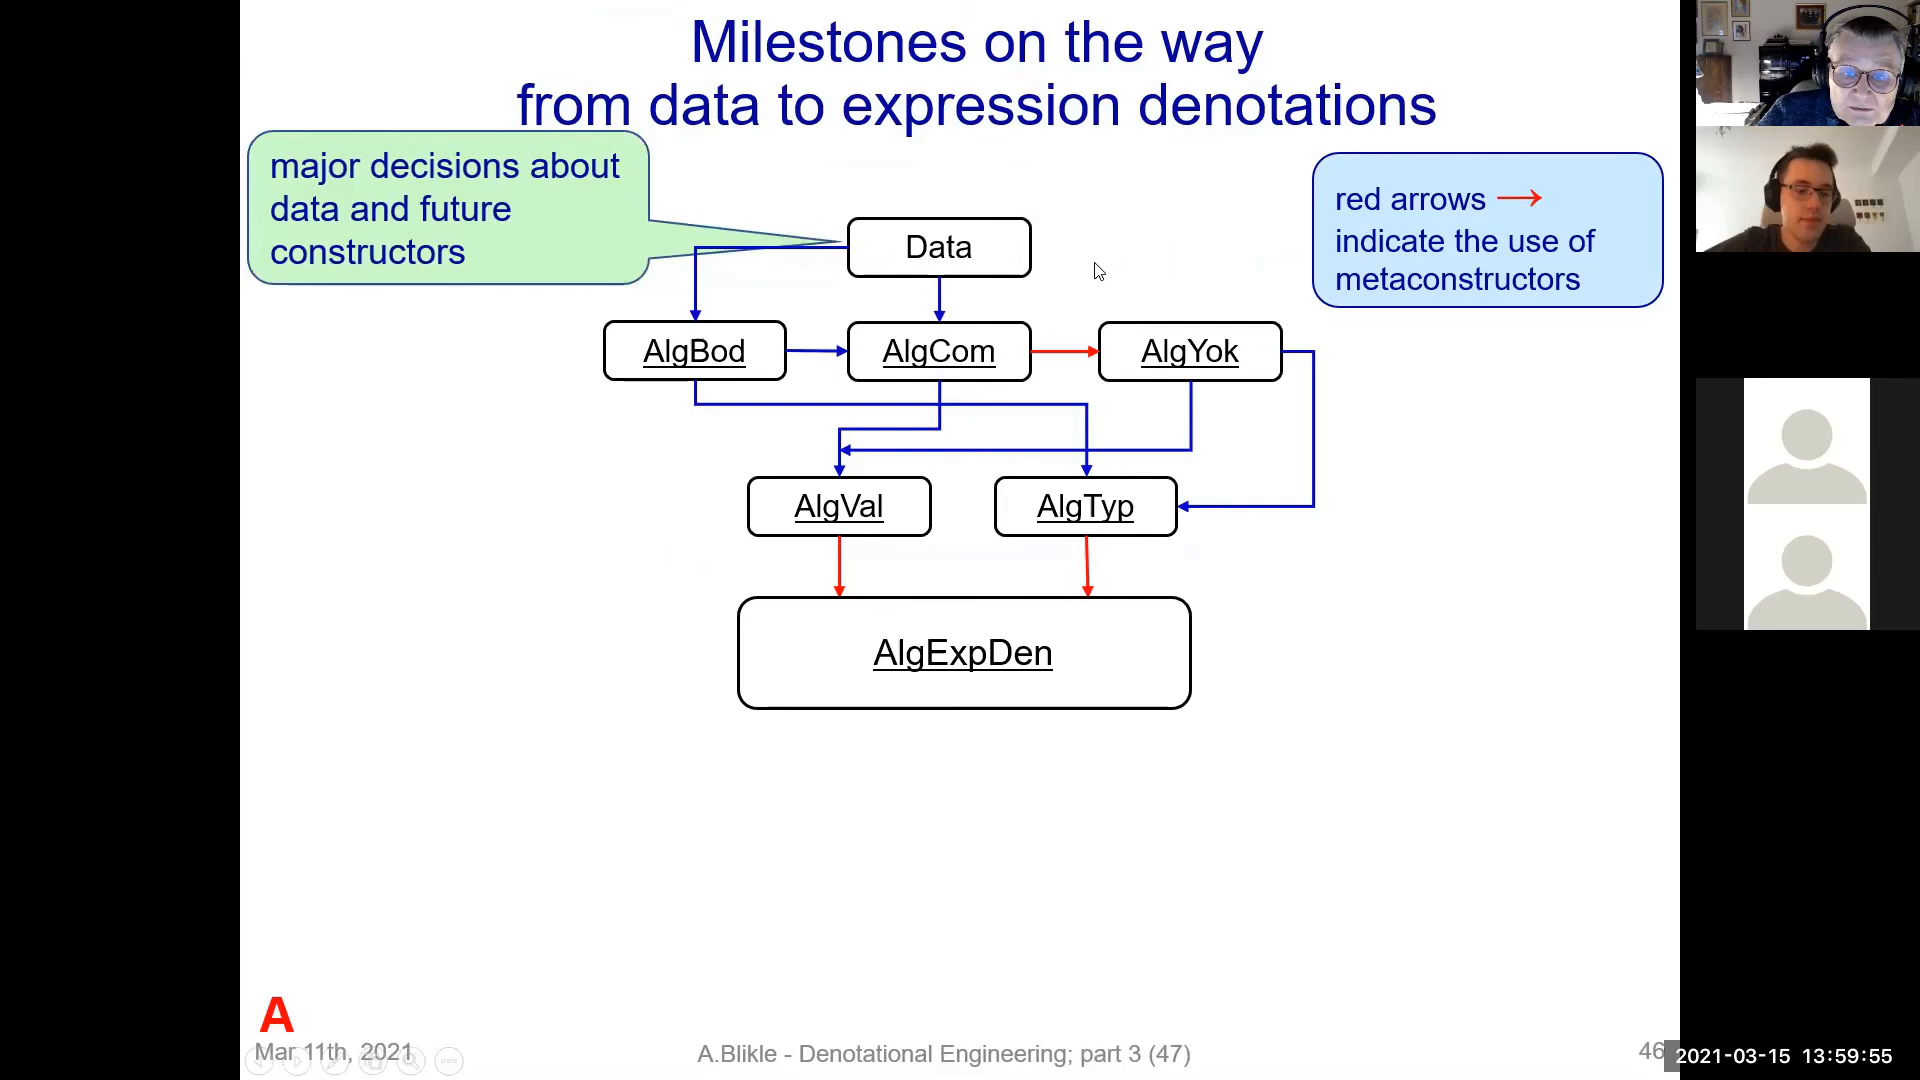 Milestones on the way
from data to expression denotations
major decisions about
data and future
constructors
red arrows →
indicate the use of
metaconstructors
Data
AlgBod
AlgCom
AlgYok
AlgVal
AlgTyp
AlgExpDen
A
Mar 11th, 2021
A.Blikle - Denotational Engineering; part 3 (47)
46
2021-03-15 13:59:55